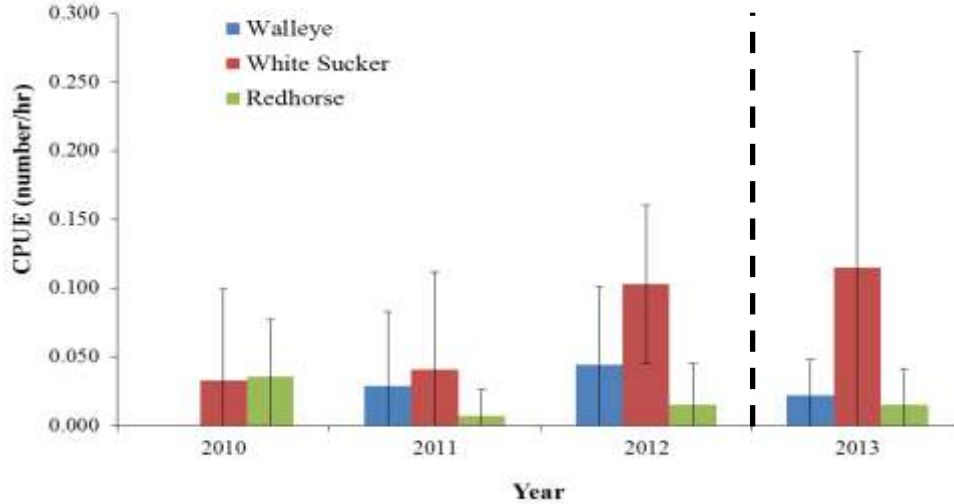 0.300
0.250
0.200
0.150
0.100
0.050
0.000
CPUE (number/hr)
Walleye
White Sucker
Redhorse
2010 2011 2012 2013
Year